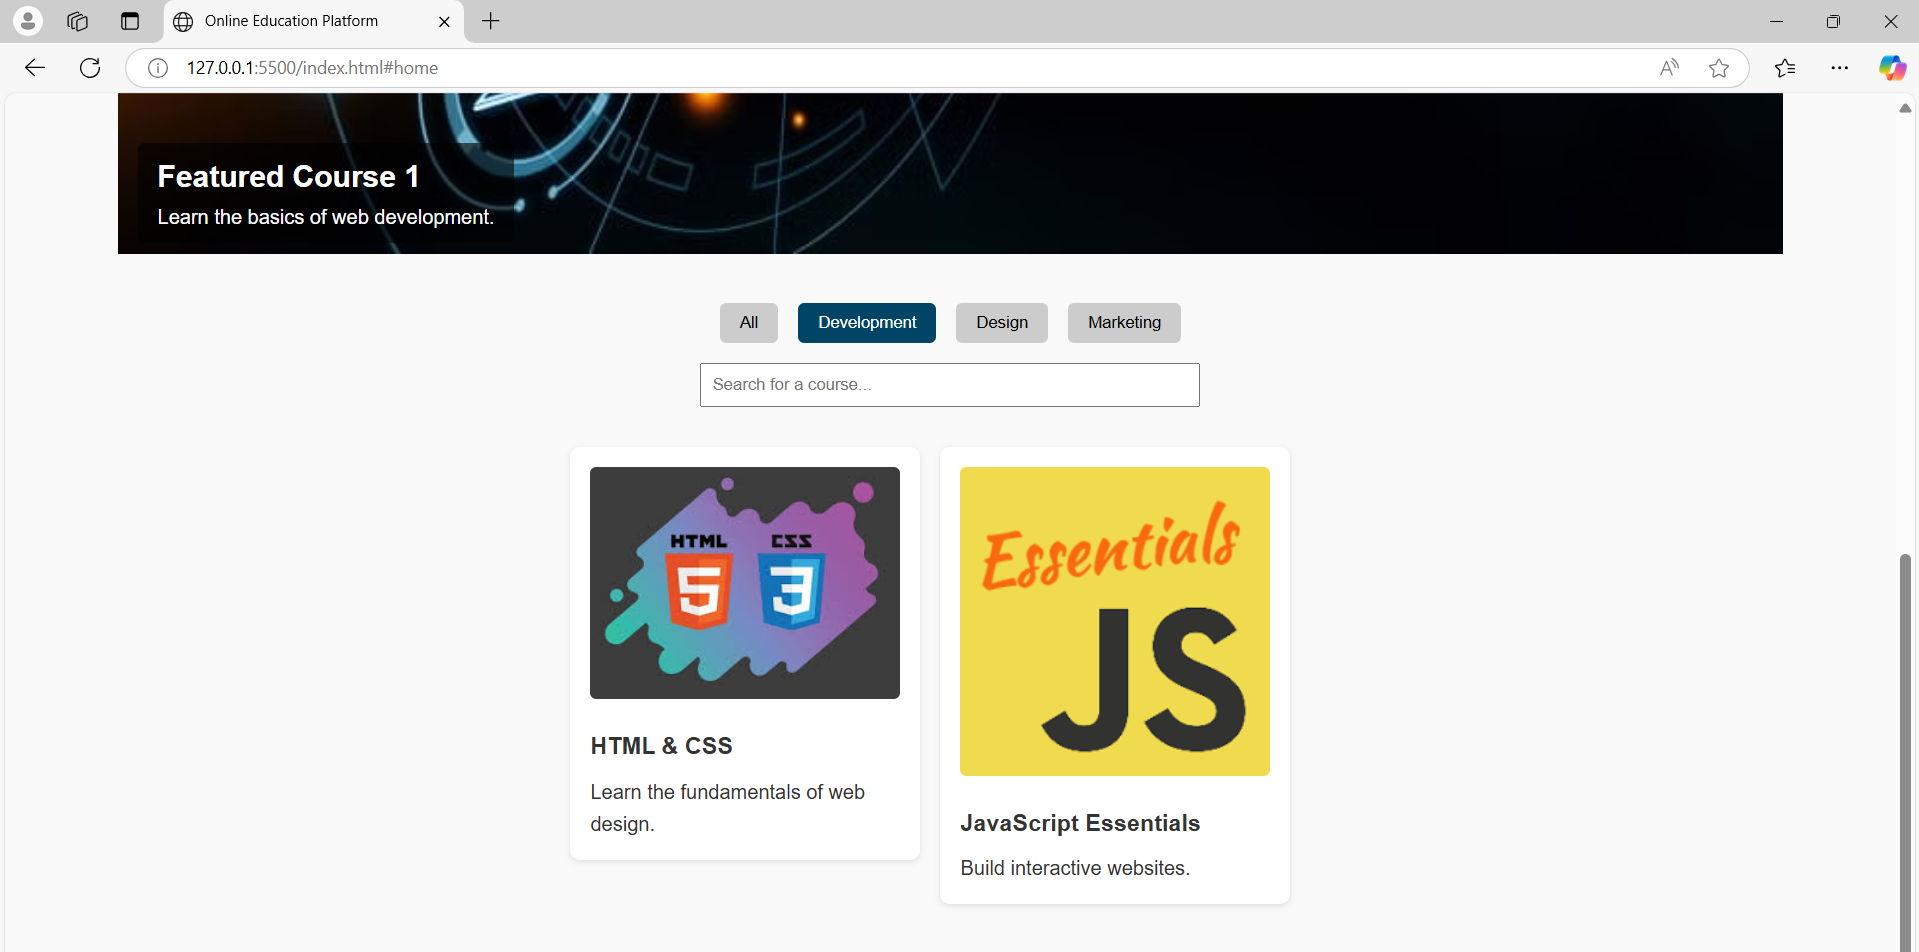 Online Education Platform
127.0.0.1:5500/index.html#home
Featured Course 1
Learn the basics of web development.
All
Development
Design
Marketing
Search for a course...
HTML CSS
5 3
Essentials
JS
HTML & CSS
Learn the fundamentals of web
design.
JavaScript Essentials
Build interactive websites.